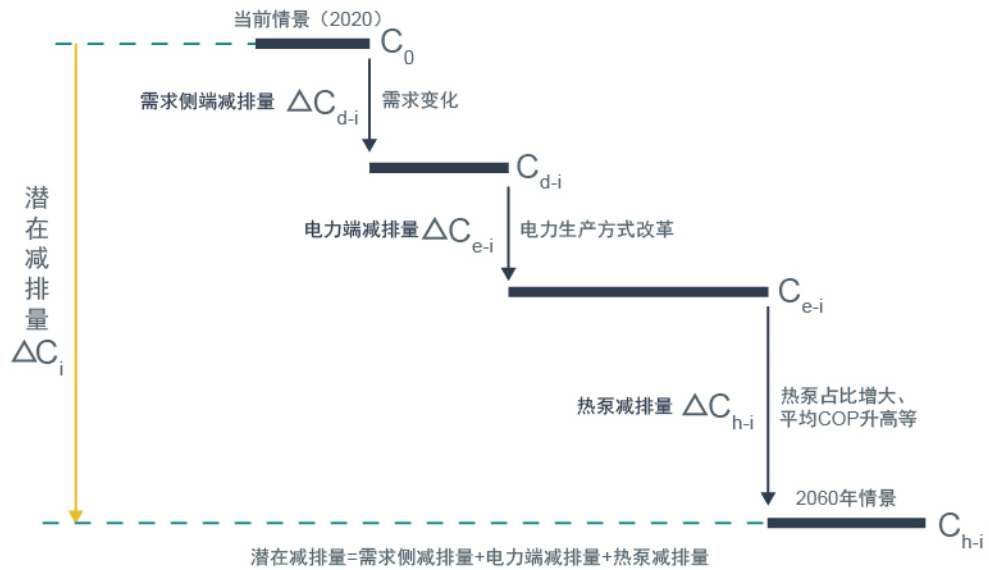 当前情景（2020）
C0
需求侧端减排量 △Cd-i
需求变化
Cd-i
潜在减排量
△Ci
电力端减排量△Ce-i
电力生产方式改革
Ce-i
热泵减排量 △Ch-i
热泵占比增大、
平均COP升高等
2060年情景
Ch-i
潜在减排量=需求侧减排量+电力端减排量+热泵减排量